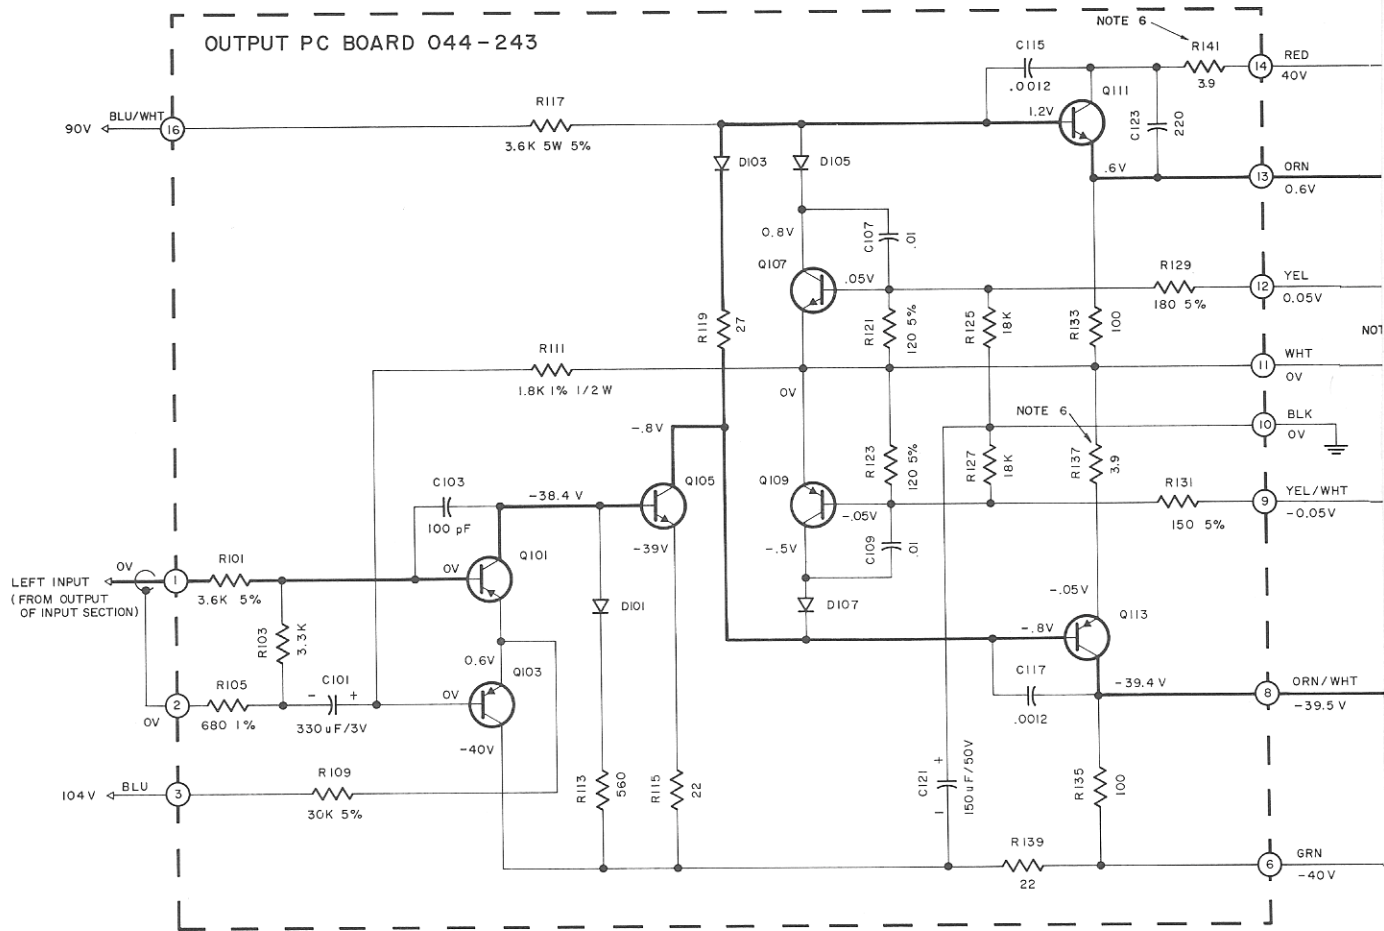 NOTE 6
OUTPUT PC BOARD 044-243
C115
.0012
R141
3.9
14
RED
40V
90V
BLU/WHT
16
R117
3.6K 5W 5%
1.2V
Q111
C123
220
D103
D105
.6V
13
ORN
0.6V
0.8V
C107
.01
Q107
.05V
R129
180 5%
12
YEL
0.05V
R119
27
R121
120 5%
R125
18K
R133
100
NOT
R111
1.8K 1% 1/2W
0V
11
WHT
0V
NOTE 6
10
BLK
0V
-.8V
R123
120 5%
R127
18K
R137
3.9
C103
100 pF
-38.4 V
Q105
Q109
-.05V
R131
150 5%
9
YEL/WHT
-0.05V
-39V
-.5V
C109
.01
0V
LEFT INPUT
(FROM OUTPUT
OF INPUT SECTION)
1
R101
3.6K 5%
0V
Q101
D101
D107
-.05V
Q113
-.8V
R103
3.3K
0.6V
Q103
C117
.0012
-39.4 V
8
ORN/WHT
-39.5V
2
0V
R105
680 1%
C101
- +
330uF/3V
0V
-40V
104V
BLU
3
R109
30K 5%
R113
560
R115
22
C121
+
-
150uF/50V
R135
100
R139
22
6
GRN
-40V